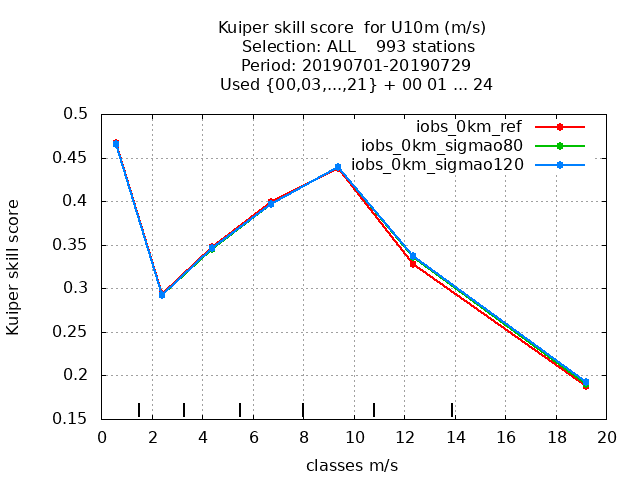 Kuiper skill score  for U10m (m/s)
Selection: ALL    993 stations
Period: 20190701-20190729
Used {00,03,...,21} + 00 01 ... 24
iobs_0km_ref
iobs_0km_sigmao80
iobs_0km_sigmao120
Kuiper skill score
0.5
0.45
0.4
0.35
0.3
0.25
0.2
0.15
0 2 4 6 8 10 12 14 16 18 20
classes m/s